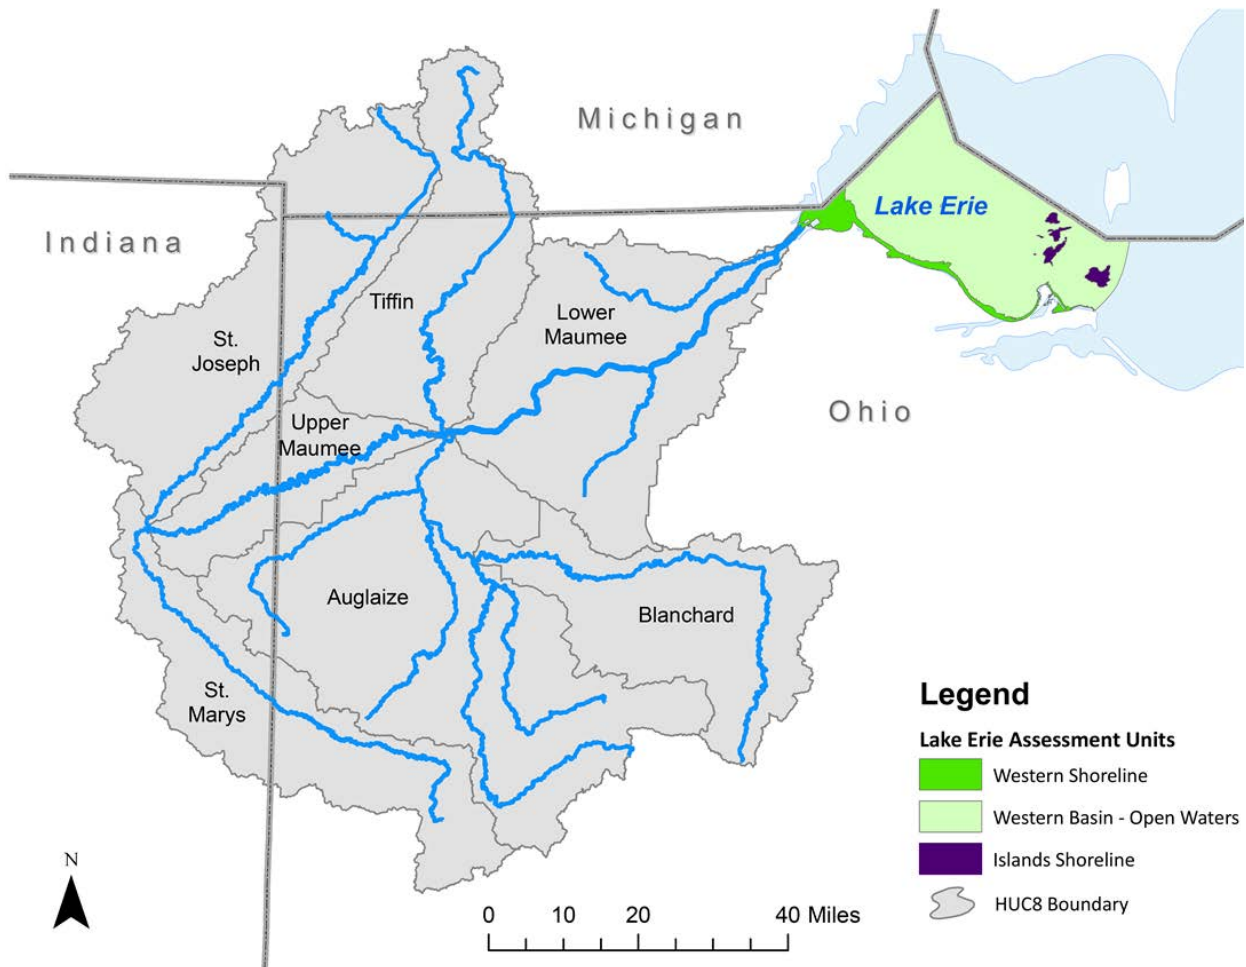 Michigan
Indiana
Lake Erie
Tiffin
Lower
Maumee
St.
Joseph
Ohio
Upper
Maumee
Auglaize
Blanchard
St.
Marys
Legend
Lake Erie Assessment Units
Western Shoreline
Western Basin - Open Waters
Islands Shoreline
HUC8 Boundary
N
0 10 20 40 Miles